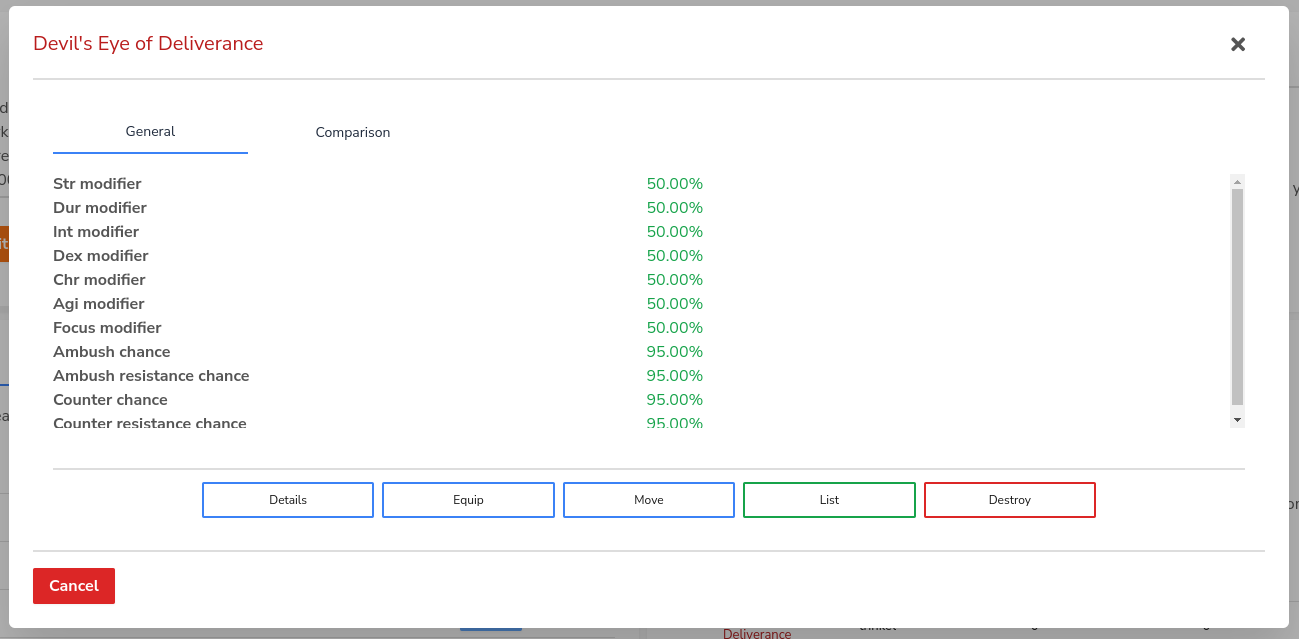 Devil's Eye of Deliverance
General
Comparison
Str modifier 50.00%
Dur modifier 50.00%
Int modifier 50.00%
Dex modifier 50.00%
Chr modifier 50.00%
Agi modifier 50.00%
Focus modifier 50.00%
Ambush chance 95.00%
Ambush resistance chance 95.00%
Counter chance 95.00%
Counter resistance chance 95.00%
Details
Equip
Move
List
Destroy
Cancel
Deliverance